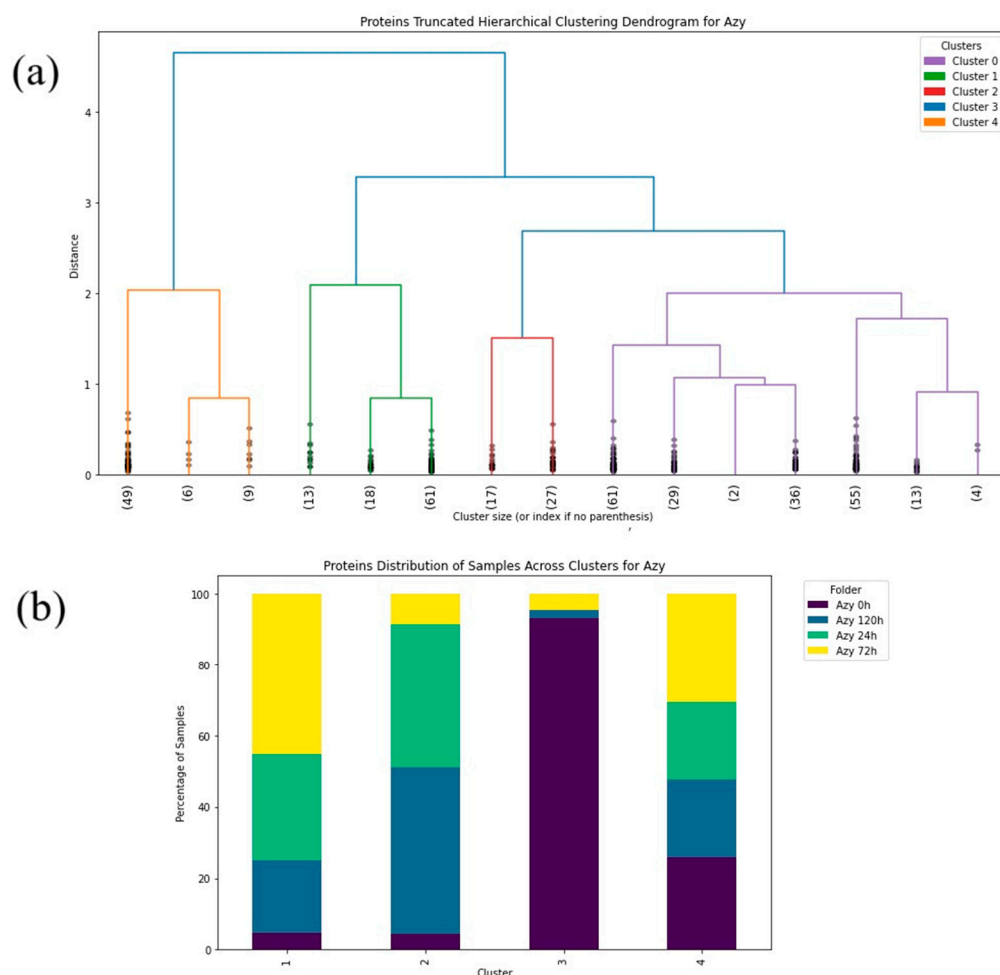 Proteins Truncated Hierarchical Clustering Dendrogram for Azy
(a)
Clusters
Cluster 0
Cluster 1
Cluster 2
Cluster 3
Cluster 4
Distance
4
3
2
1
0
(49) (6) (9) (13) (18) (61) (17) (27) (61) (29) (2) (36) (55) (13) (4)
Cluster size (or index if no parenthesis)
,
(b)
Proteins Distribution of Samples Across Clusters for Azy
Folder
Azy 0h
Azy 120h
Azy 24h
Azy 72h
Percentage of Samples
100
80
60
40
20
0
1 2 3 4
Cluster